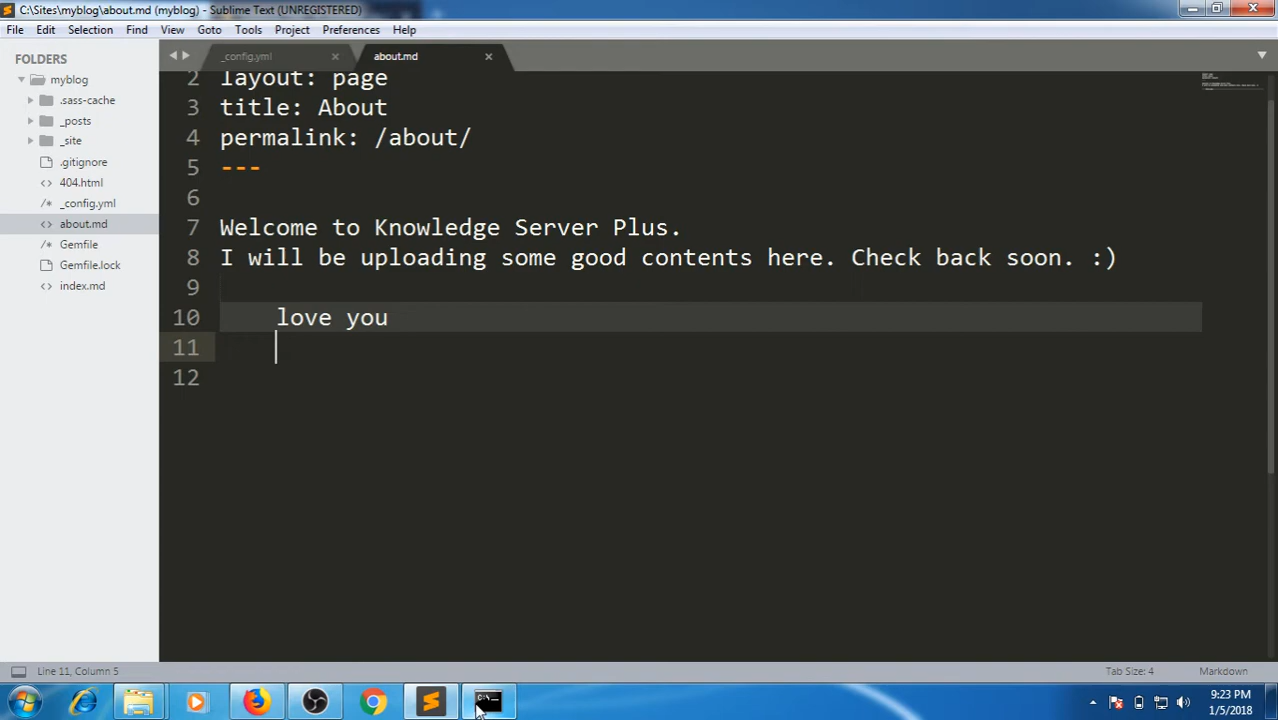 C:\Sites\myblog\about.md (myblog) - Sublime Text (UNREGISTERED)
File Edit Selection Find View Goto Tools Project Preferences Help
FOLDERS
myblog
.sass-cache
_posts
_site
.gitignore
404.html
_config.yml
about.md
Gemfile
Gemfile.lock
index.md
_config.yml about.md
2 layout: page
3 title: About
4 permalink: /about/
5 ---
6
7 Welcome to Knowledge Server Plus.
8 I will be uploading some good contents here. Check back soon. :)
9
10 love you
11
12
Line 11, Column 5 Tab Size: 4 Markdown
C:\_
9:23 PM
1/5/2018